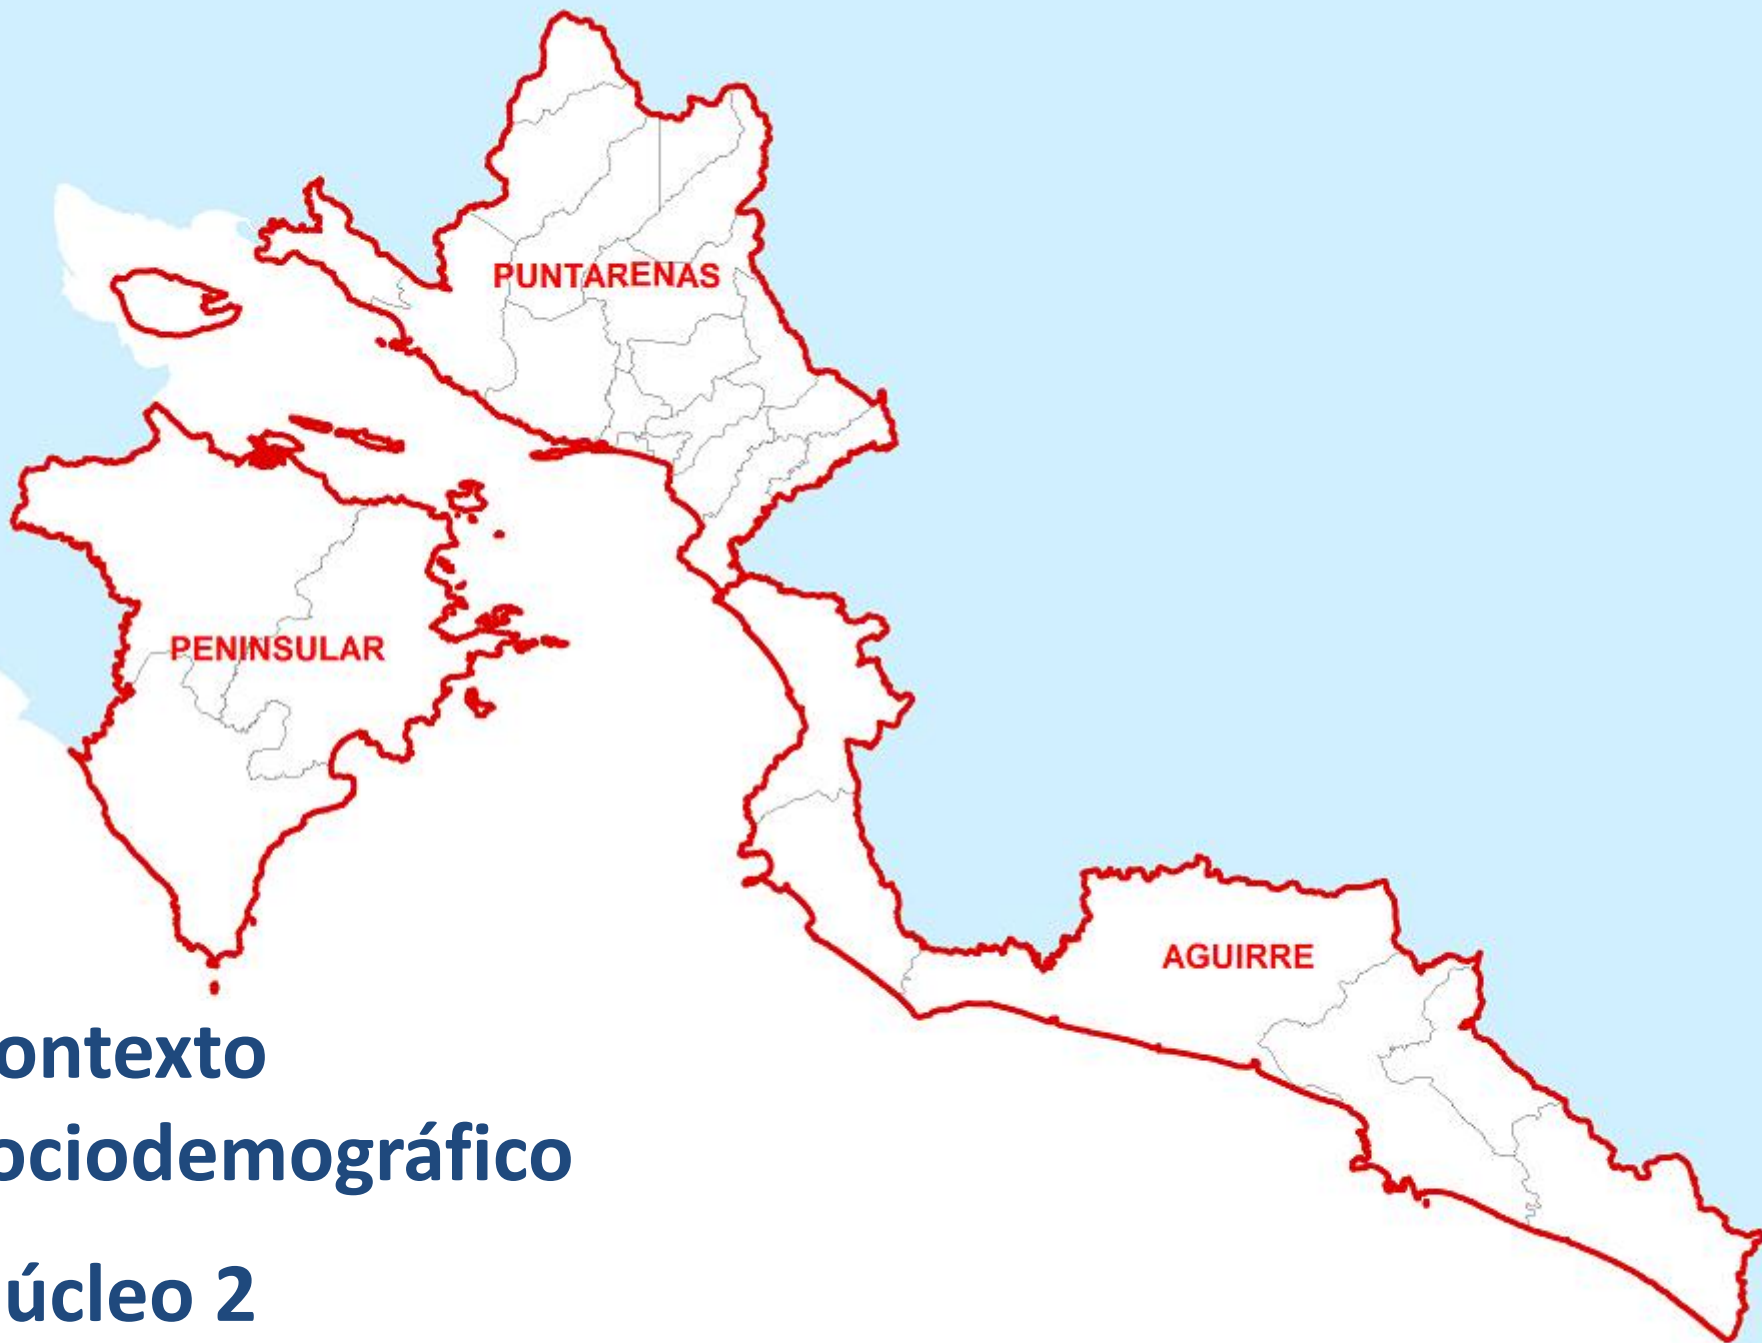 PUNTARENAS
PENINSULAR
AGUIRRE
ontexto
ociodemográfico
úcleo 2